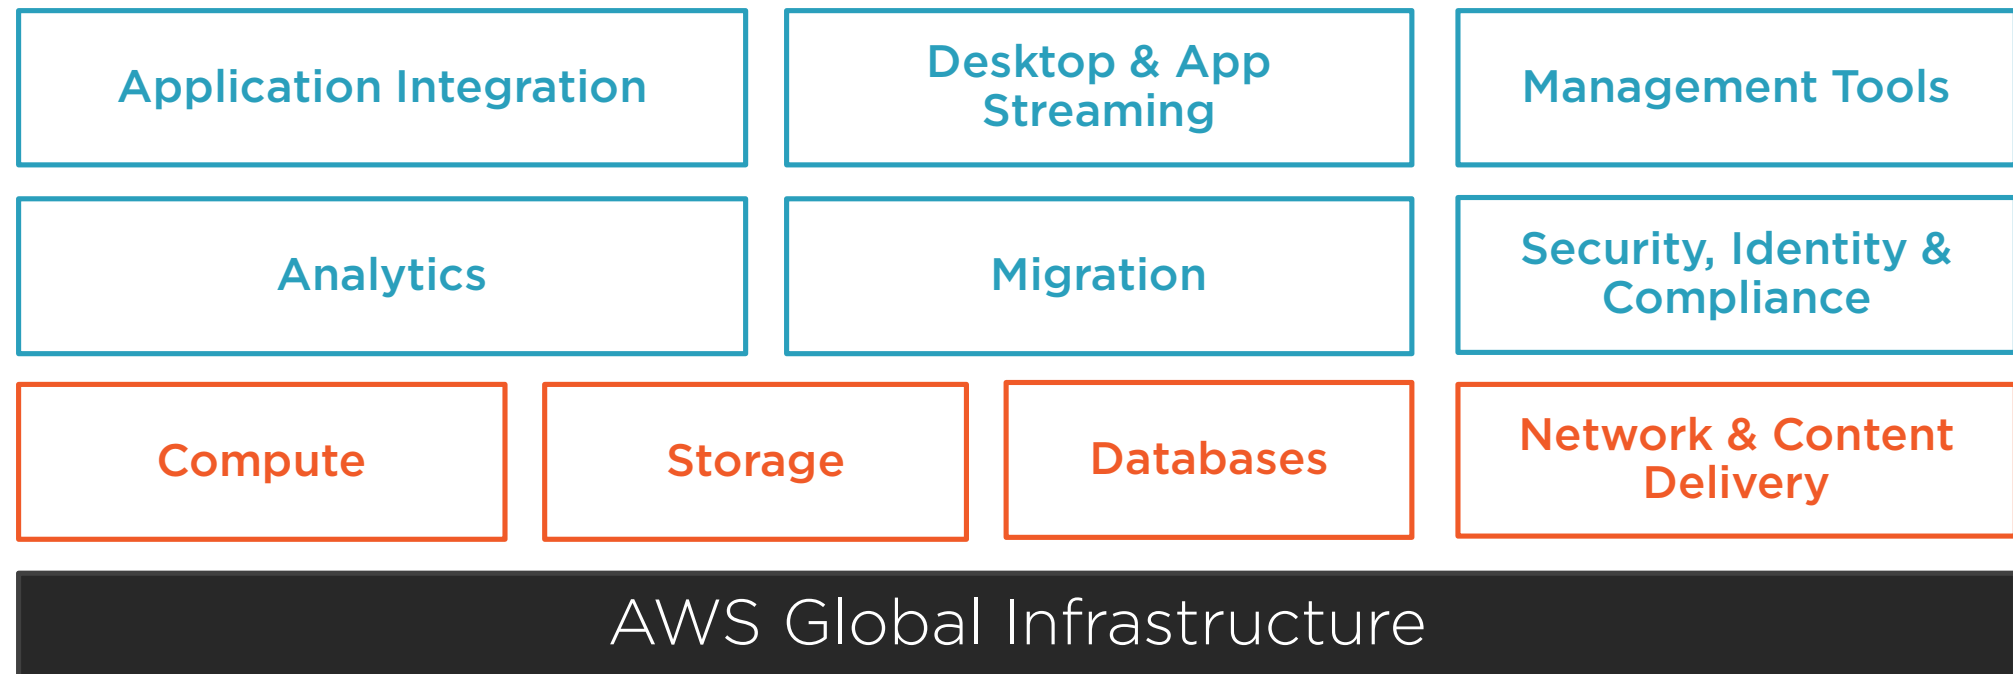 Application Integration
Desktop & App
Streaming
Management Tools
Analytics
Migration
Security, Identity &
Compliance
Compute
Storage
Databases
Network & Content
Delivery
AWS Global Infrastructure